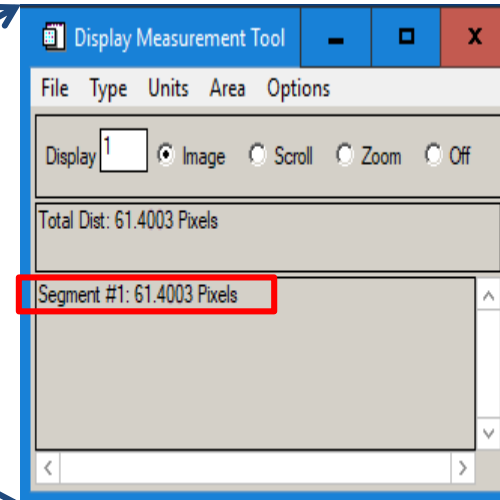 Display Measurement Tool
File Type Units Area Options
Display 1 Image Scroll Zoom Off
Total Dist: 61.4003 Pixels
Segment #1: 61.4003 Pixels